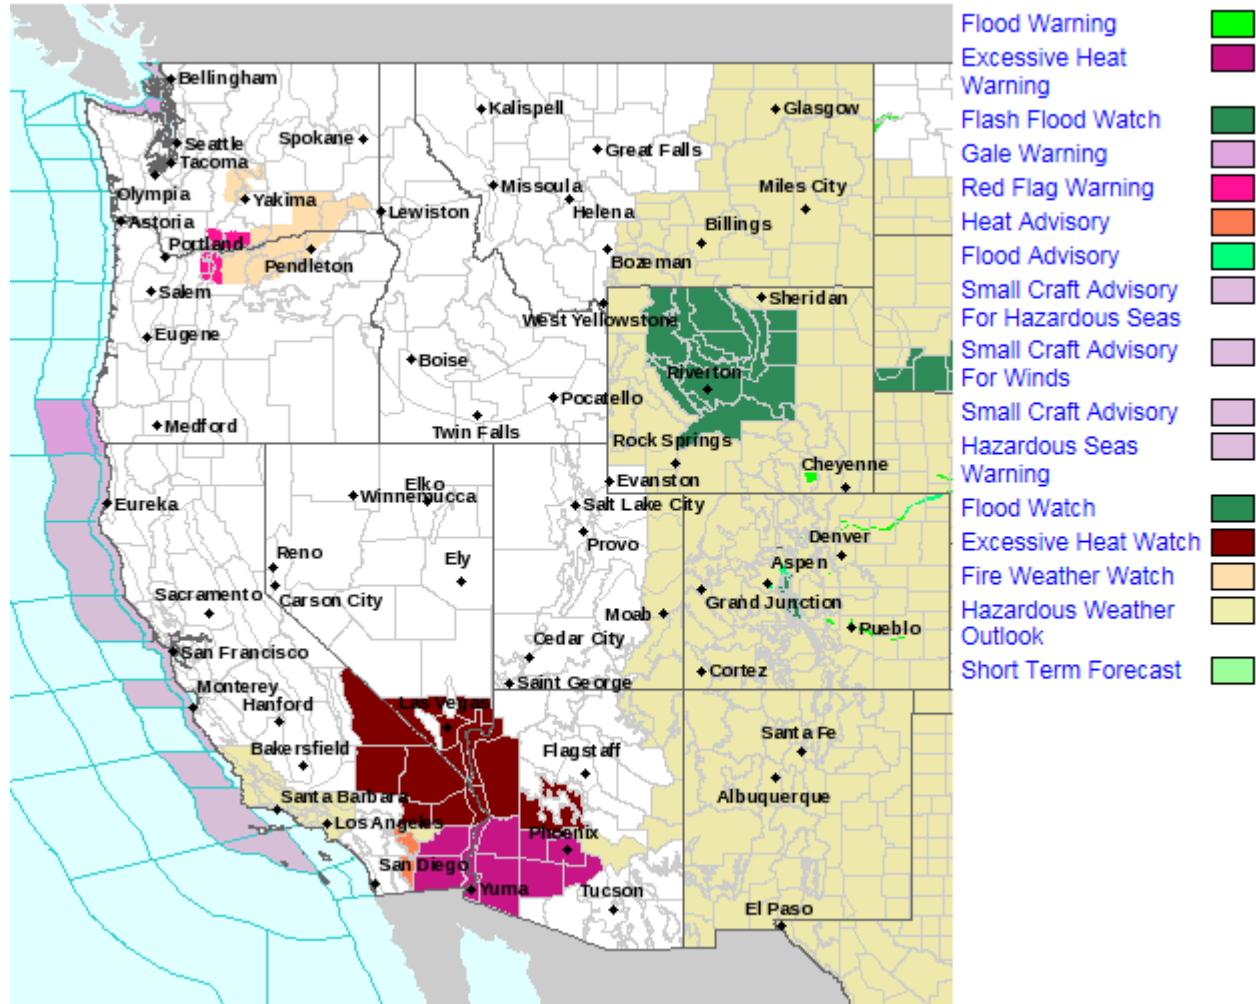 Bellingham
Kalispell
Glasgow
Seattle
Spokane
Great Falls
Tacoma
Olympia
Yakima
Missoula
Miles City
Lewiston
Helena
Astoria
Billings
Portland
Pendleton
Bozeman
Salem
Sheridan
West Yellowstone
Eugene
Boise
Riverton
Pocatello
Medford
Twin Falls
Rock Springs
Cheyenne
Evanston
Elko
Winnemucca
Eureka
Salt Lake City
Provo
Denver
Reno
Ely
Aspen
Carson City
Sacramento
Grand Junction
Moab
Pueblo
Cedar City
San Francisco
Cortez
Saint George
Monterey
Hanford
Las Vegas
Santa Fe
Bakersfield
Flagstaff
Albuquerque
Santa Barbara
Los Angeles
Phoenix
San Diego
Yuma
Tucson
El Paso
Flood Warning
Excessive Heat
Warning
Flash Flood Watch
Gale Warning
Red Flag Warning
Heat Advisory
Flood Advisory
Small Craft Advisory
For Hazardous Seas
Small Craft Advisory
For Winds
Small Craft Advisory
Hazardous Seas
Warning
Flood Watch
Excessive Heat Watch
Fire Weather Watch
Hazardous Weather
Outlook
Short Term Forecast